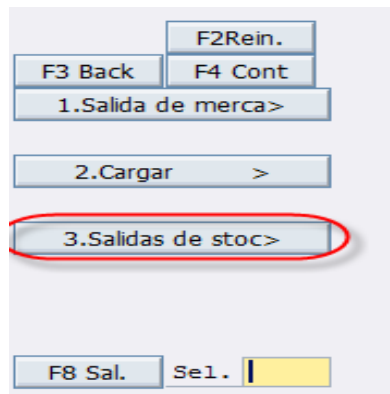 F2Rein.
F3 Back F4 Cont
1.Salida de merca>
2.Cargar >
3.Salidas de stoc>
F8 Sal. Sel.